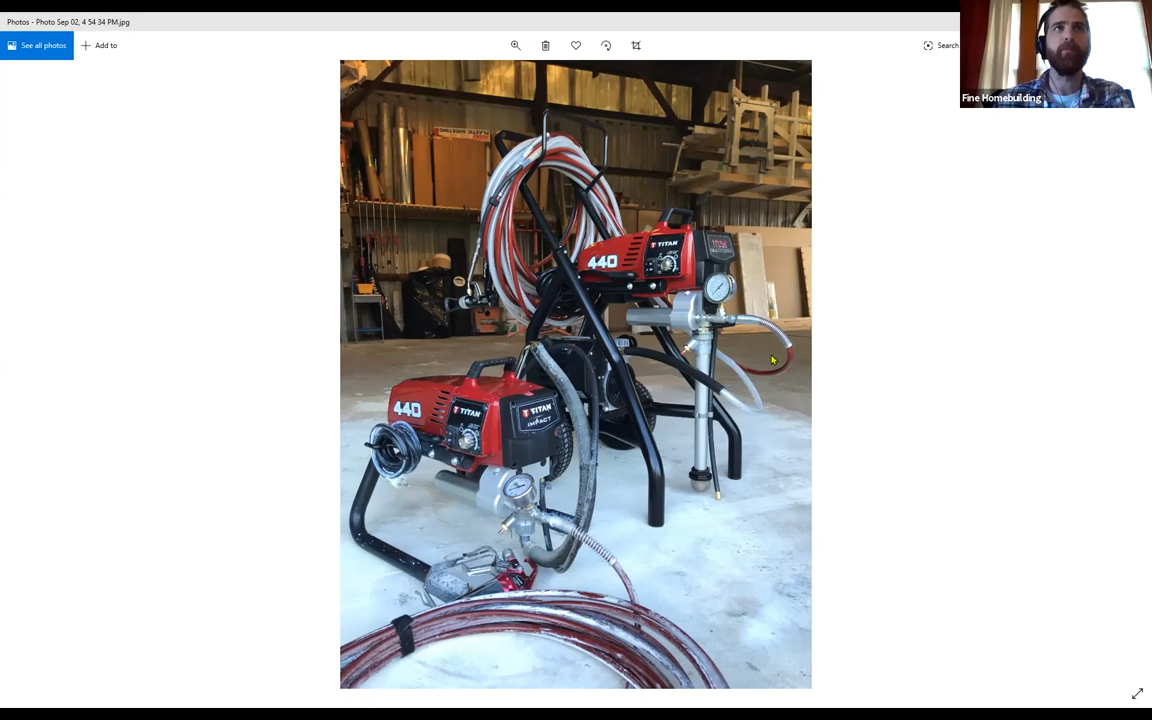 Photos - Photo Sep 02, 4 54 34 PM.jpg
See all photos
Add to
Search
Fine Homebuilding
PLASTIC SHEETING
TITAN
440
TITAN
440
TITAN
TITAN
IMPACT